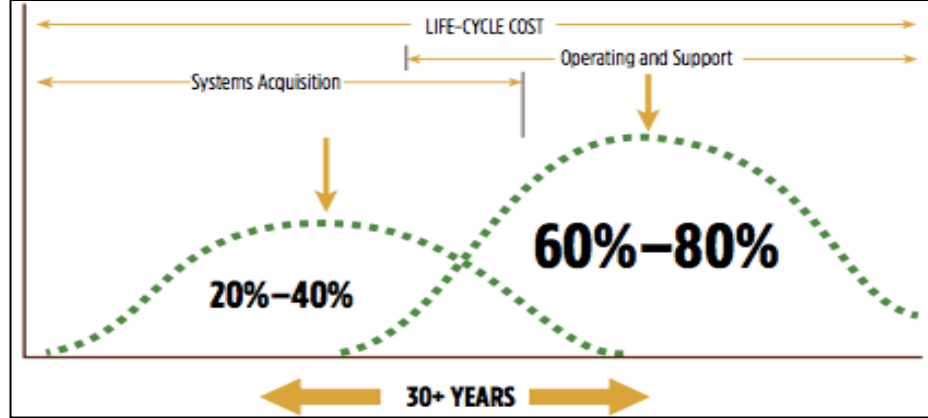 LIFE-CYCLE COST
Operating and Support
Systems Acquisition
60%–80%
20%–40%
30+ YEARS